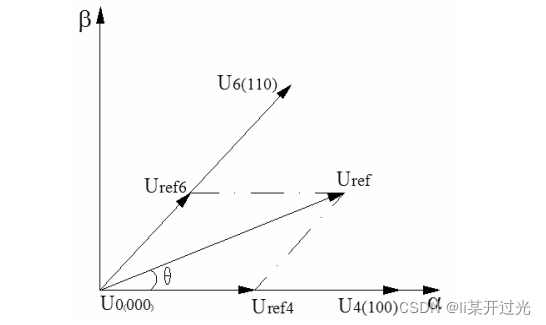 β
U6(110)
Uref6
Uref
θ
U0(000)
Uref4
U4(100)
α
CSDN @li某开过光